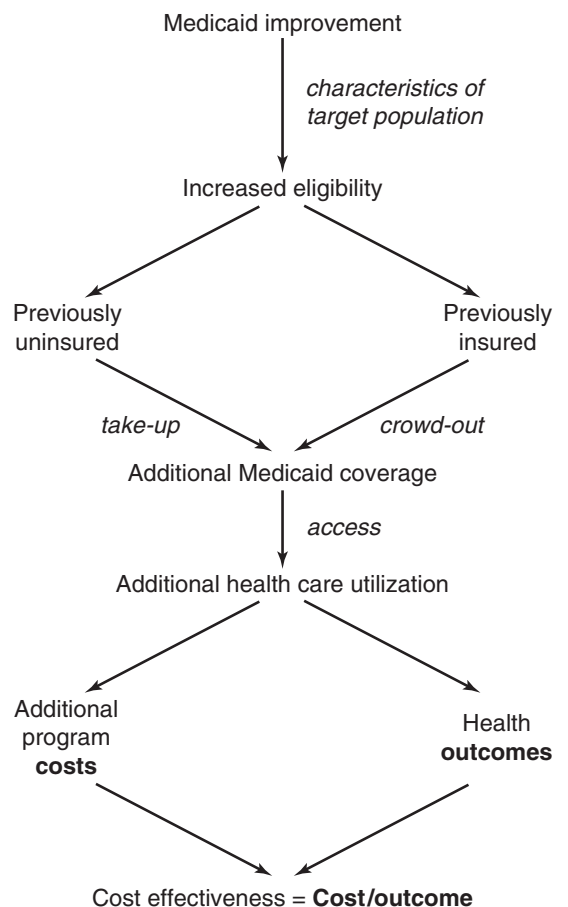 Medicaid improvement
characteristics of
target population
Increased eligibility
Previously
uninsured
Previously
insured
take-up
crowd-out
Additional Medicaid coverage
access
Additional health care utilization
Additional
program
costs
Health
outcomes
Cost effectiveness = Cost/outcome